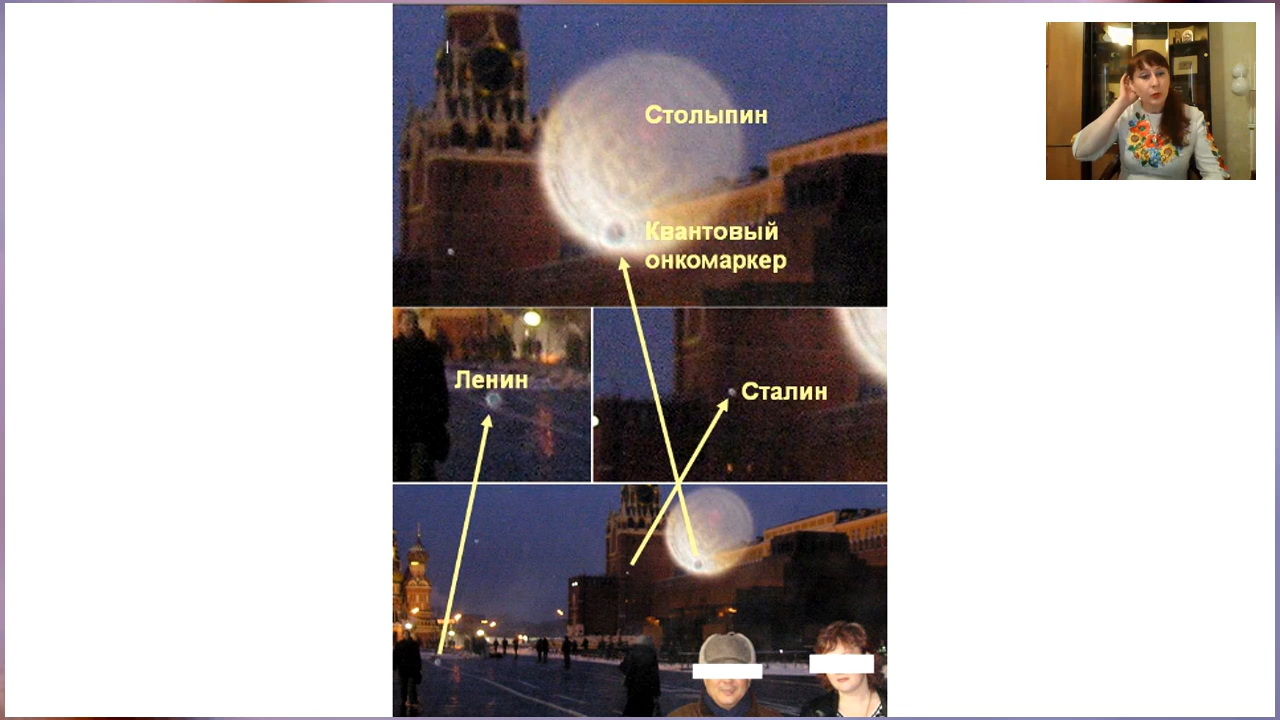 Столыпин
Квантовый
онкомаркер
Ленин
Сталин